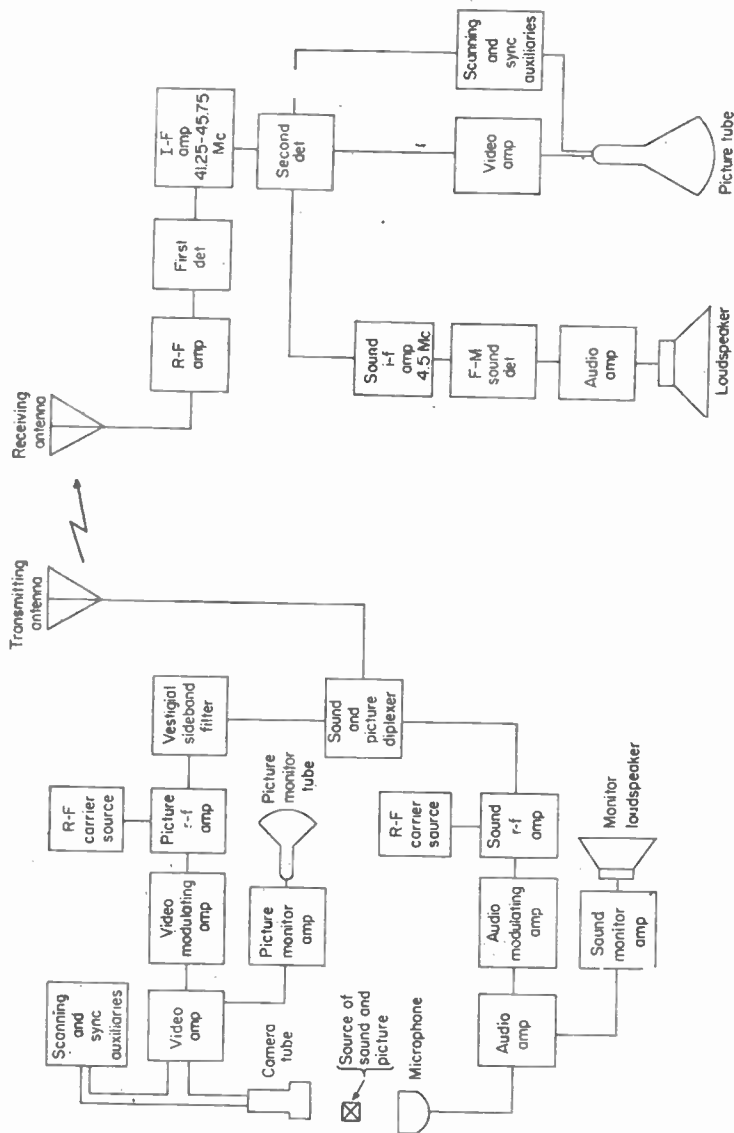 Scanning
and sync
auxiliaries
Video
amp
Camera
tube
Source of
sound and
picture
Microphone
Audio
amp
Video
modulating
amp
Picture
monitor
amp
Audio
modulating
amp
Sound
monitor
amp
R-F
carrier
source
Picture
r-f
amp
Picture
monitor
tube
R-F
carrier
source
Sound
r-f
amp
Monitor
loudspeaker
Vestigial
sideband
filter
Sound
and
picture
diplexer
Transmitting
antenna
Receiving
antenna
R-F
amp
First
det
I-F
amp
41.25-45.75
Mc
Second
det
Sound
i-f
amp
4.5 Mc
F-M
sound
det
Audio
amp
Loudspeaker
Video
amp
Scanning
and
sync
auxiliaries
Picture tube